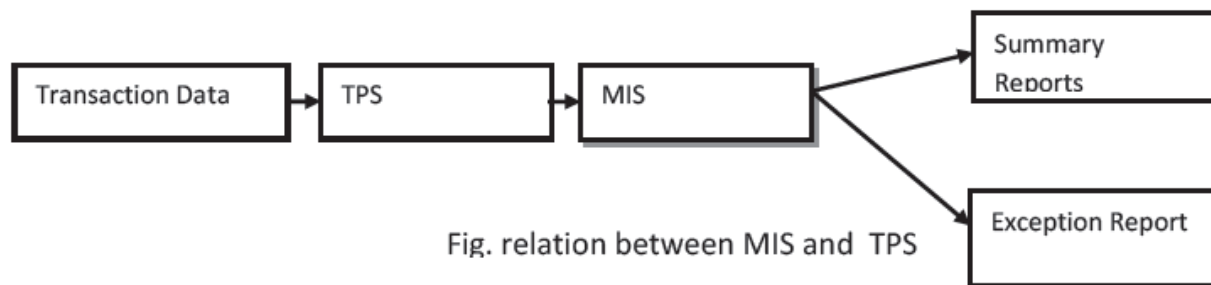 Transaction Data
TPS
MIS
Summary
Reports
Exception Report
Fig. relation between MIS and TPS